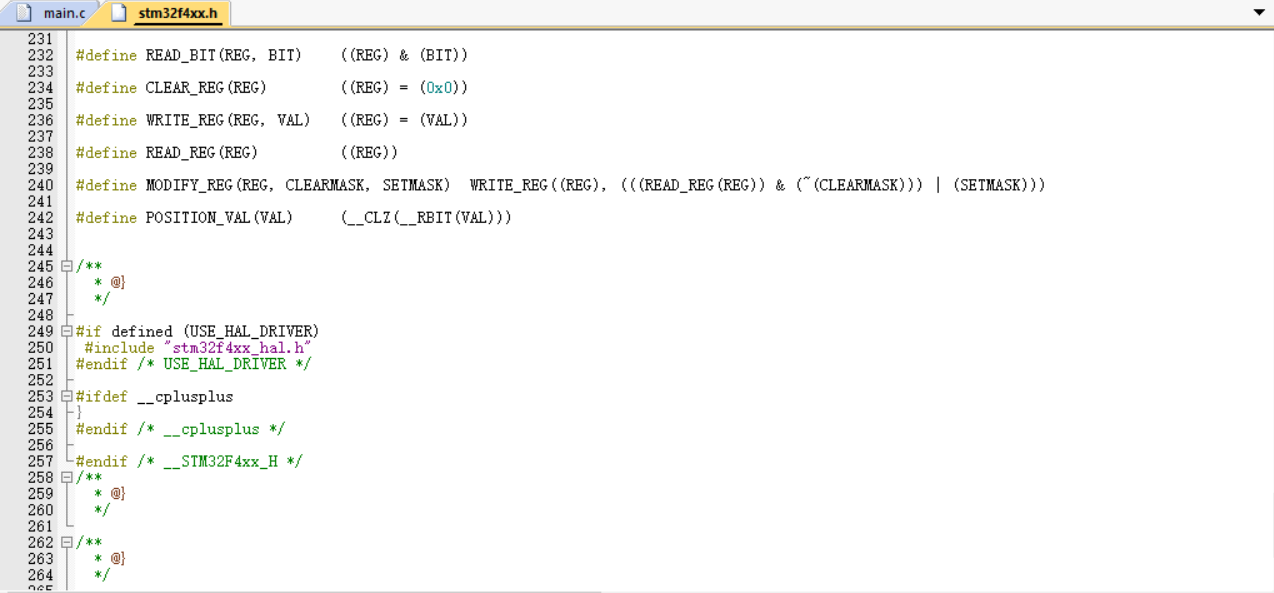 main.c stm32f4xx.h
231
232 #define READ_BIT(REG, BIT) ((REG) & (BIT))
233
234 #define CLEAR_REG(REG) ((REG) = (0x0))
235
236 #define WRITE_REG(REG, VAL) ((REG) = (VAL))
237
238 #define READ_REG(REG) ((REG))
239
240 #define MODIFY_REG(REG, CLEARMASK, SETMASK) WRITE_REG((REG), (((READ_REG(REG)) & (~(CLEARMASK))) | (SETMASK)))
241
242 #define POSITION_VAL(VAL) (__CLZ(__RBIT(VAL)))
243
244
245 /**
246 * @}
247 */
248
249 #if defined (USE_HAL_DRIVER)
250 #include "stm32f4xx_hal.h"
251 #endif /* USE_HAL_DRIVER */
252
253 #ifdef __cplusplus
254 }
255 #endif /* __cplusplus */
256
257 #endif /* __STM32F4xx_H */
258 /**
259 * @}
260 */
261
262 /**
263 * @}
264 */